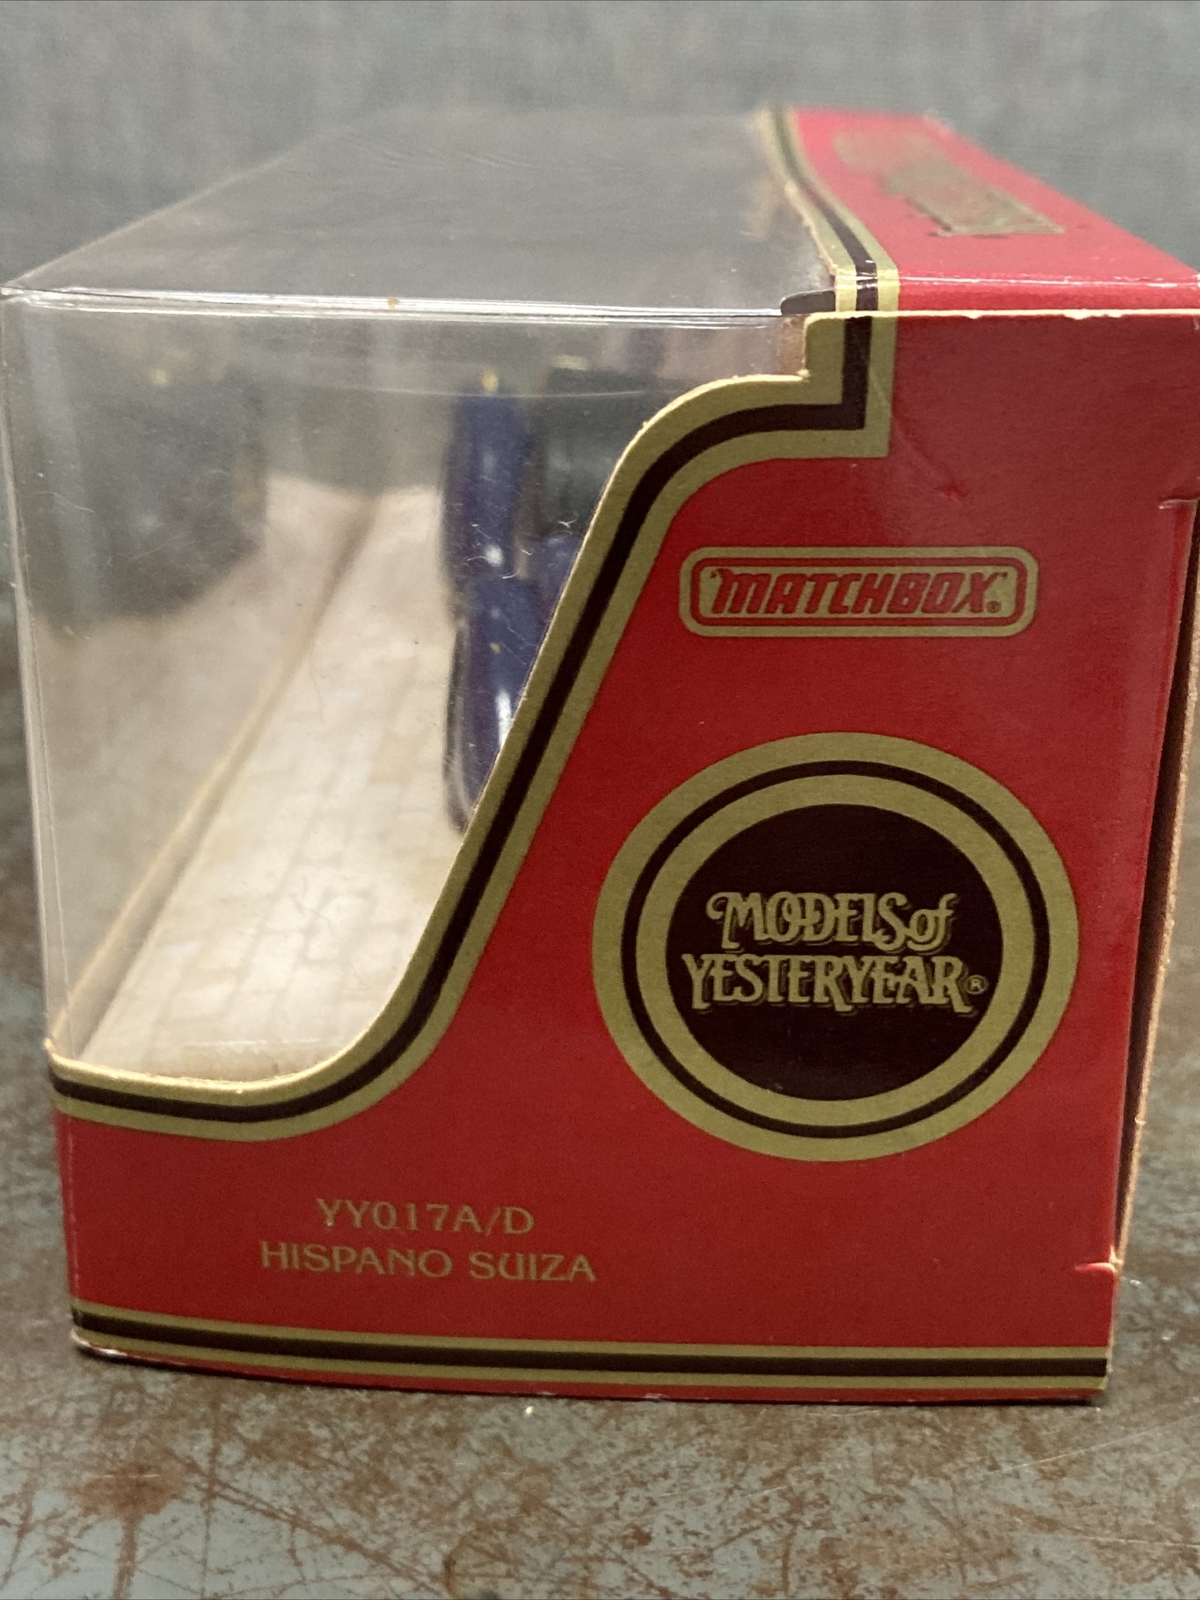 MATCHBOX®
MODELS of
YESTERYEAR®
YY017A/D
HISPANO SUIZA